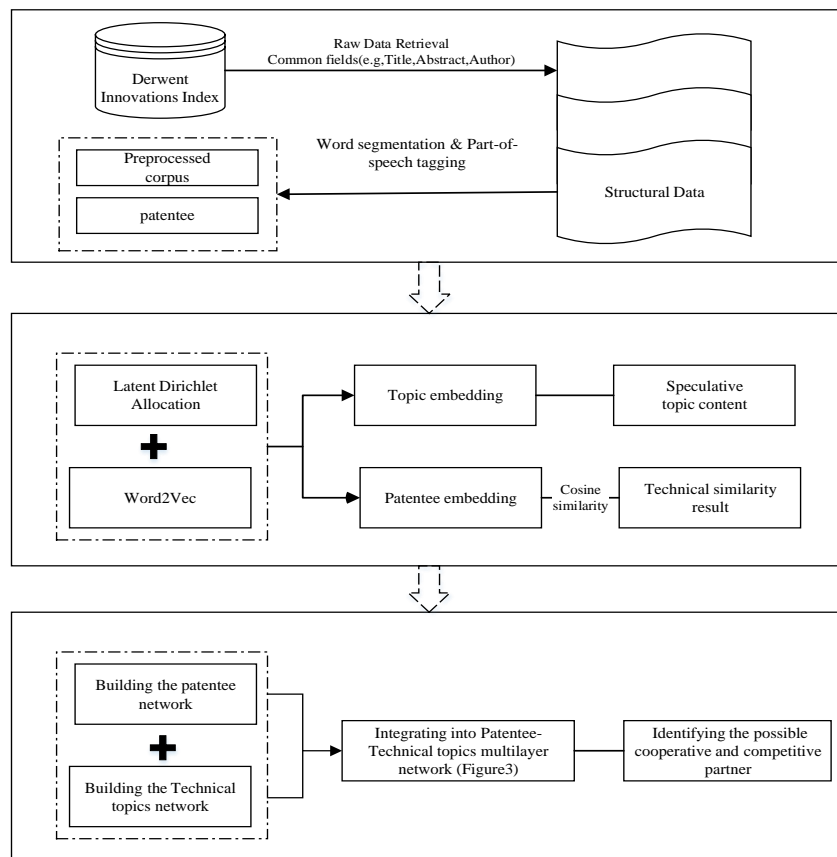 Raw Data Retrieval
Common fields(e.g,Title,Abstract,Author)
Derwent
Innovations Index
Word segmentation & Part-of-
speech tagging
Preprocessed
corpus
patentee
Structural Data
Latent Dirichlet
Allocation
Word2Vec
Topic embedding
Speculative
topic content
Patentee embedding
Cosine
similarity
Technical similarity
result
Building the patentee
network
Building the Technical
topics network
Integrating into Patentee-
Technical topics multilayer
network (Figure3)
Identifying the possible
cooperative and competitive
partner